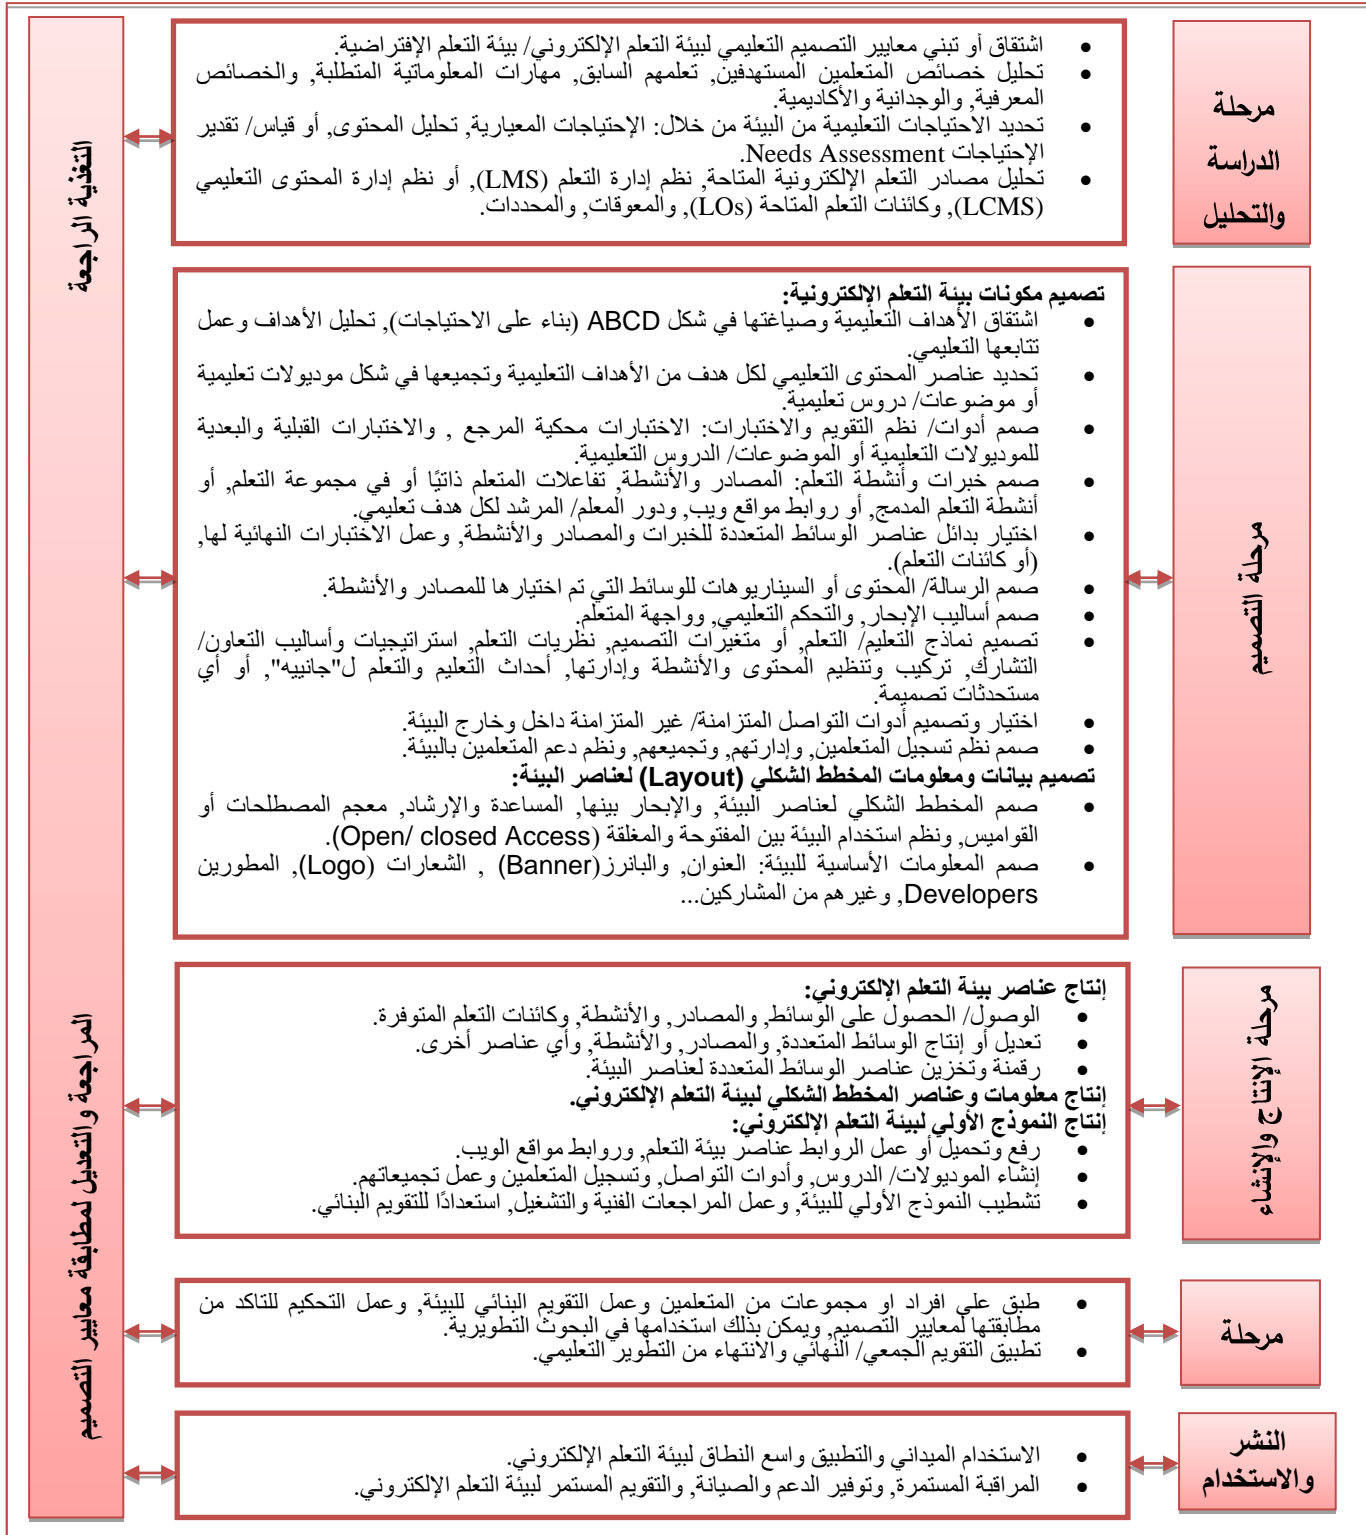 مرحلة
الدراسة
والتحليل
اشتقاق أو تبني معايير التصميم التعليمي لبيئة التعلم الإلكتروني/ بيئة التعلم الإفتراضية.
تحليل خصائص المتعلمين المستهدفين, تعلمهم السابق, مهارات المعلوماتية المتطلبة, والخصائص
المعرفية, والوجدانية والأكاديمية.
تحديد الاحتياجات التعليمية من البيئة من خلال: الإحتياجات المعيارية, تحليل المحتوى, أو قياس/ تقدير
الإحتياجات Needs Assessment.
تحليل مصادر التعلم الإلكترونية المتاحة, نظم إدارة التعلم (LMS), أو نظم إدارة المحتوى التعليمي
(LCMS), وكائنات التعلم المتاحة (LOs), والمعوقات, والمحددات.
مرحلة التصميم
تصميم مكونات بيئة التعلم الإلكترونية:
اشتقاق الأهداف التعليمية وصياغتها في شكل ABCD (بناء على الاحتياجات), تحليل الأهداف وعمل
تتابعها التعليمي.
تحديد عناصر المحتوى التعليمي لكل هدف من الأهداف التعليمية وتجميعها في شكل موديولات تعليمية
أو موضوعات/ دروس تعليمية.
صمم أدوات/ نظم التقويم والاختبارات: الاختبارات محكية المرجع , والاختبارات القبلية والبعدية
للموديولات التعليمية أو الموضوعات/ الدروس التعليمية.
صمم خبرات وأنشطة التعلم: المصادر والأنشطة, تفاعلات المتعلم ذاتيًا أو في مجموعة التعلم, أو
أنشطة التعلم المدمج, أو روابط مواقع ويب, ودور المعلم/ المرشد لكل هدف تعليمي.
اختيار بدائل عناصر الوسائط المتعددة للخبرات والمصادر والأنشطة, وعمل الاختبارات النهائية لها,
(أو كائنات التعلم).
صمم الرسالة/ المحتوى أو السيناريوهات للوسائط التي تم اختيارها للمصادر والأنشطة.
صمم أساليب الإبحار, والتحكم التعليمي, وواجهة المتعلم.
تصميم نماذج التعليم/ التعلم, أو متغيرات التصميم, نظريات التعلم, استراتيجيات وأساليب التعاون/
التشارك, تركيب وتنظيم المحتوى والأنشطة وإدارتها, أحداث التعليم والتعلم ل"جانييه", أو أي
مستحدثات تصميمة.
اختيار وتصميم أدوات التواصل المتزامنة/ غير المتزامنة داخل وخارج البيئة.
صمم نظم تسجيل المتعلمين, وإدارتهم, وتجميعهم, ونظم دعم المتعلمين بالبيئة.
تصميم بيانات ومعلومات المخطط الشكلي (Layout) لعناصر البيئة:
صمم المخطط الشكلي لعناصر البيئة, والإبحار بينها, المساعدة والإرشاد, معجم المصطلحات أو
القواميس, ونظم استخدام البيئة بين المفتوحة والمغلقة (Open/ closed Access).
صمم المعلومات الأساسية للبيئة: العنوان, والبانرز(Banner) , الشعارات (Logo), المطورين
Developers, وغيرهم من المشاركين...
مرحلة الإنتاج والإنشاء
إنتاج عناصر بيئة التعلم الإلكتروني:
الوصول/ الحصول على الوسائط, والمصادر, والأنشطة, وكائنات التعلم المتوفرة.
تعديل أو إنتاج الوسائط المتعددة, والمصادر, والأنشطة, وأي عناصر أخرى.
رقمنة وتخزين عناصر الوسائط المتعددة لعناصر البيئة.
إنتاج معلومات وعناصر المخطط الشكلي لبيئة التعلم الإلكتروني.
إنتاج النموذج الأولي لبيئة التعلم الإلكتروني:
رفع وتحميل أو عمل الروابط عناصر بيئة التعلم, وروابط مواقع الويب.
إنشاء الموديولات/ الدروس, وأدوات التواصل, وتسجيل المتعلمين وعمل تجميعاتهم.
تشطيب النموذج الأولي للبيئة, وعمل المراجعات الفنية والتشغيل, استعدادًا للتقويم البنائي.
مرحلة
طبق على افراد او مجموعات من المتعلمين وعمل التقويم البنائي للبيئة, وعمل التحكيم للتاكد من
مطابقتها لمعايير التصميم, ويمكن بذلك استخدامها في البحوث التطويرية.
تطبيق التقويم الجمعي/ النهائي والانتهاء من التطوير التعليمي.
النشر
والاستخدام
الاستخدام الميداني والتطبيق واسع النطاق لبيئة التعلم الإلكتروني.
المراقبة المستمرة, وتوفير الدعم والصيانة, والتقويم المستمر لبيئة التعلم الإلكتروني.
التغذية الراجعة
المراجعة والتعديل لمطابقة معايير التصميم